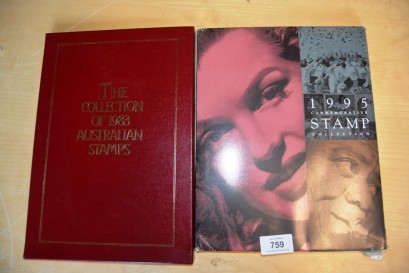 THE
COLLECTION
OF 1983
AUSTRALIAN
STAMPS
1995
COMMEMORATIVE
STAMP
COLLECTION
759